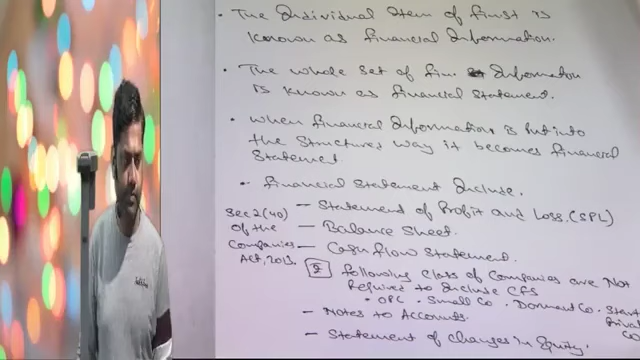 • The Individual Item of Finst is
known as financial Information.
• The whole set of fin. Information
is known as financial statement.
• When financial Information is put into
the structured way it becomes financial
statement
• Financial statement Include.
— Statement of Profit and Loss. (SPL)
Sec 2(40)
of the
Companies
Act, 2013.
— Balance Sheet.
— Cash flow statement.
Following class of Companies are Not
Required to Include CFS
• OPC • Small Co • Dormant Co • Start
Private
Co
— Notes to Accounts.
— Statement of Changes in Equity.